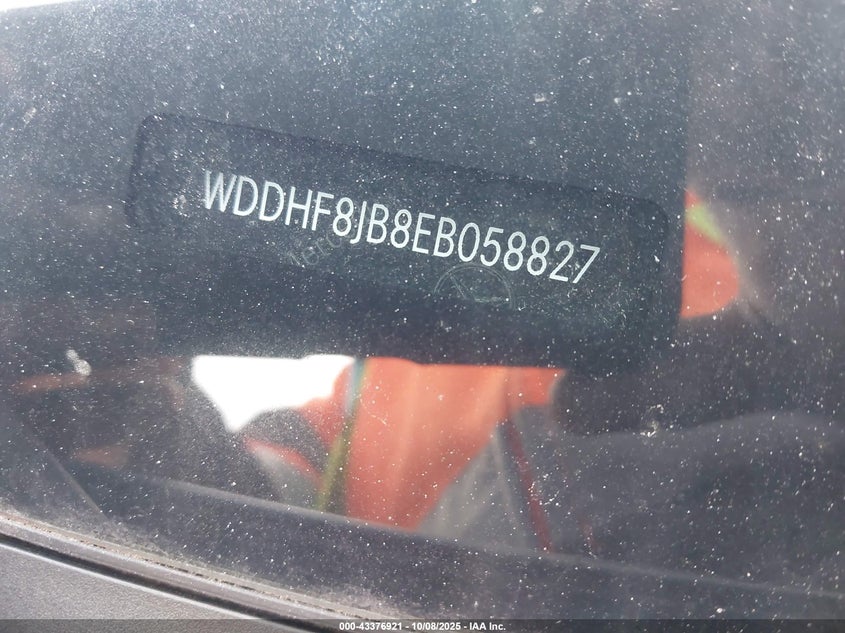 WDDHF8JB8EB058827
000-43376921 - 10/08/2025 - IAA Inc.